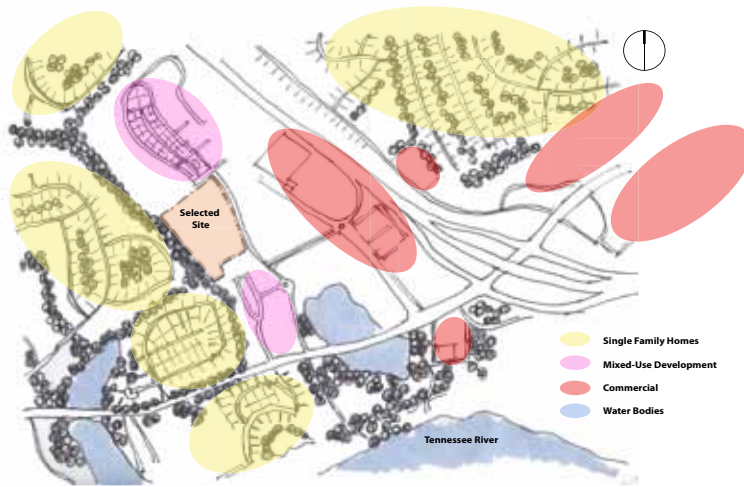 Selected
Site
Single Family Homes
Mixed-Use Development
Commercial
Water Bodies
Tennessee River